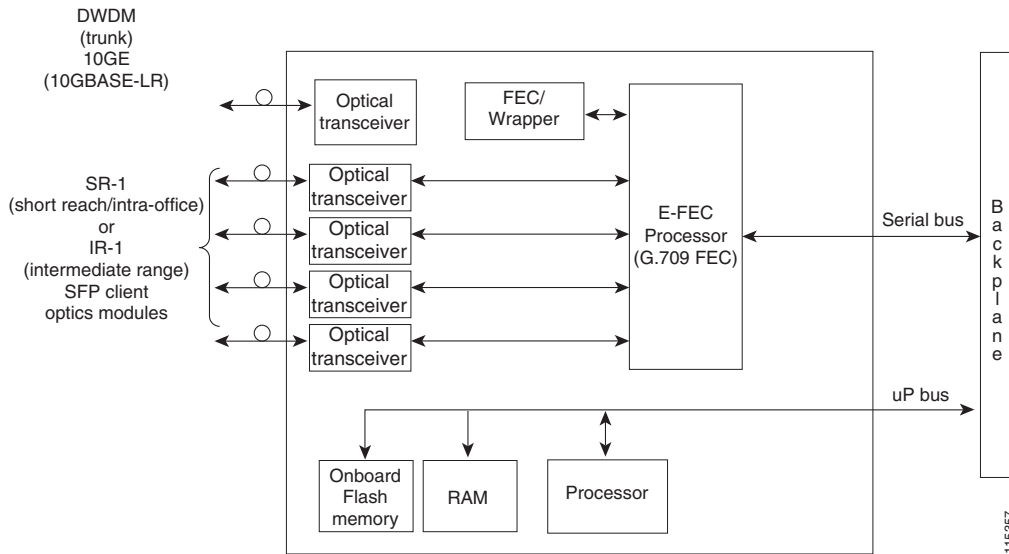 DWDM
(trunk)
10GE
(10GBASE-LR)
Optical
transceiver
FEC/
Wrapper
SR-1
(short reach/intra-office)
or
IR-1
(intermediate range)
SFP client
optics modules
Optical
transceiver
Optical
transceiver
Optical
transceiver
Optical
transceiver
E-FEC
Processor
(G.709 FEC)
Serial bus
Backplane
uP bus
Onboard
Flash
memory
RAM
Processor